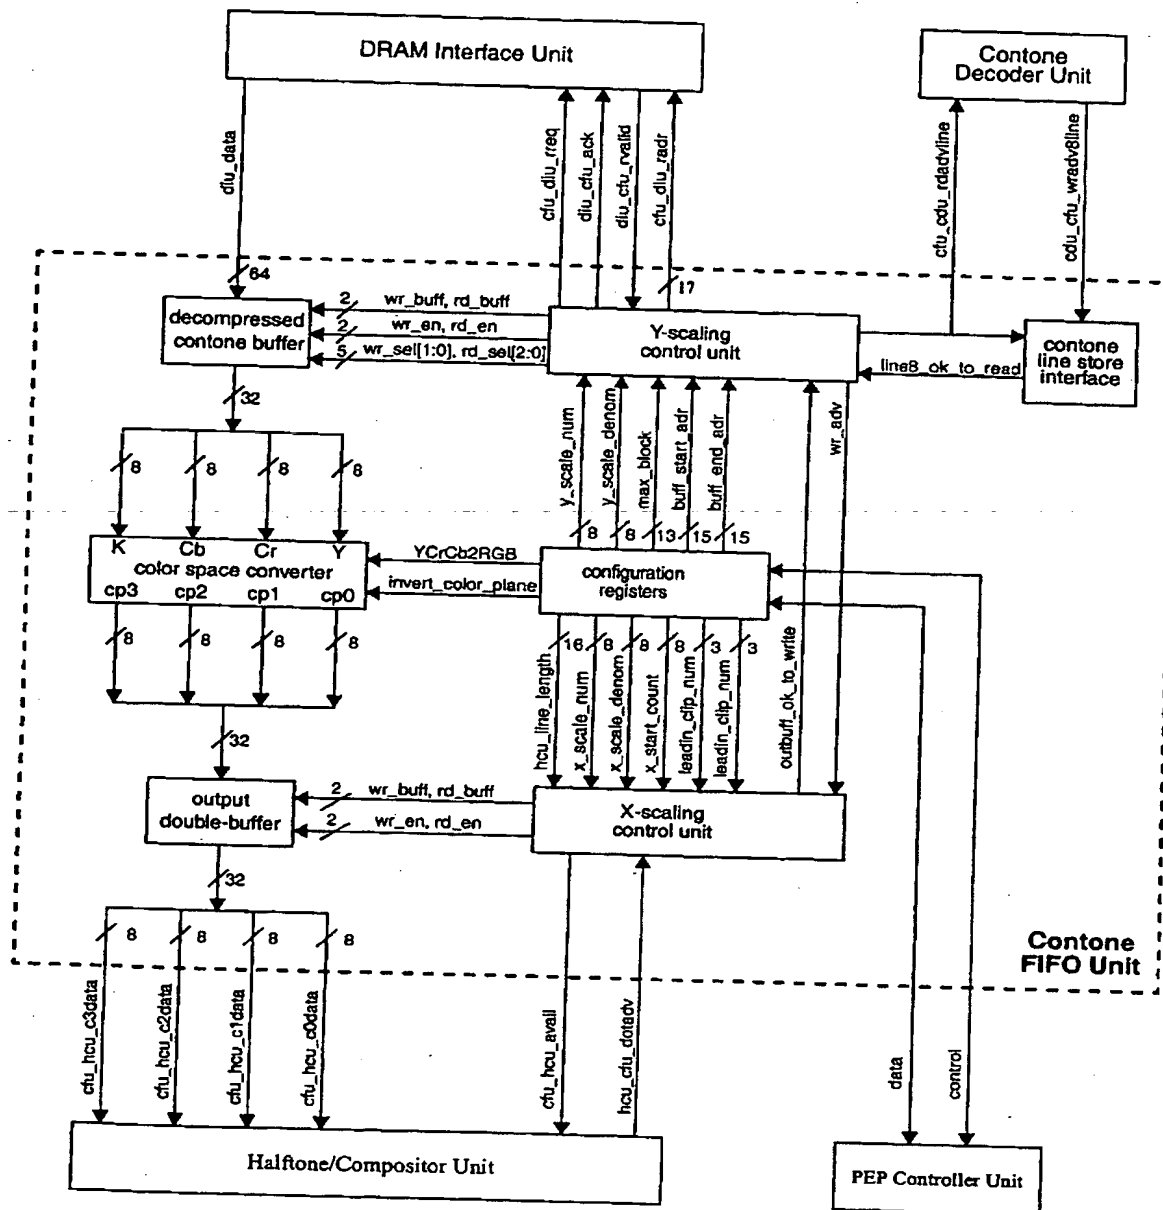 DRAM Interface Unit
Contone
Decoder Unit
diu_data
cfu_diu_rreq
diu_cfu_ack
diu_cfu_rvalid
cfu_diu_radr
cfu_cdu_rdadvline
cdu_cfu_wradv8line
64
17
decompressed
contone buffer
2
wr_buff, rd_buff
2
wr_en, rd_en
5
wr_sel[1:0], rd_sel[2:0]
Y-scaling
control unit
line8_ok_to_read
contone
line store
interface
32
8
8
8
8
y_scale_num
y_scale_denom
max_block
buff_start_adr
buff_end_adr
wr_adv
8
8
13
15
15
K
Cb
Cr
Y
color space converter
cp3
cp2
cp1
cp0
YCrCb2RGB
invert_color_plane
configuration
registers
8
8
8
8
16
8
8
8
3
3
hcu_line_length
x_scale_num
x_scale_denom
x_start_count
leadin_clip_num
leadin_clip_num
outbuff_ok_to_write
32
output
double-buffer
2
wr_buff, rd_buff
2
wr_en, rd_en
X-scaling
control unit
32
8
8
8
8
Contone
FIFO Unit
cfu_hcu_c3data
cfu_hcu_c2data
cfu_hcu_c1data
cfu_hcu_c0data
cfu_hcu_avail
hcu_cfu_dotadv
data
control
Halftone/Compositor Unit
PEP Controller Unit